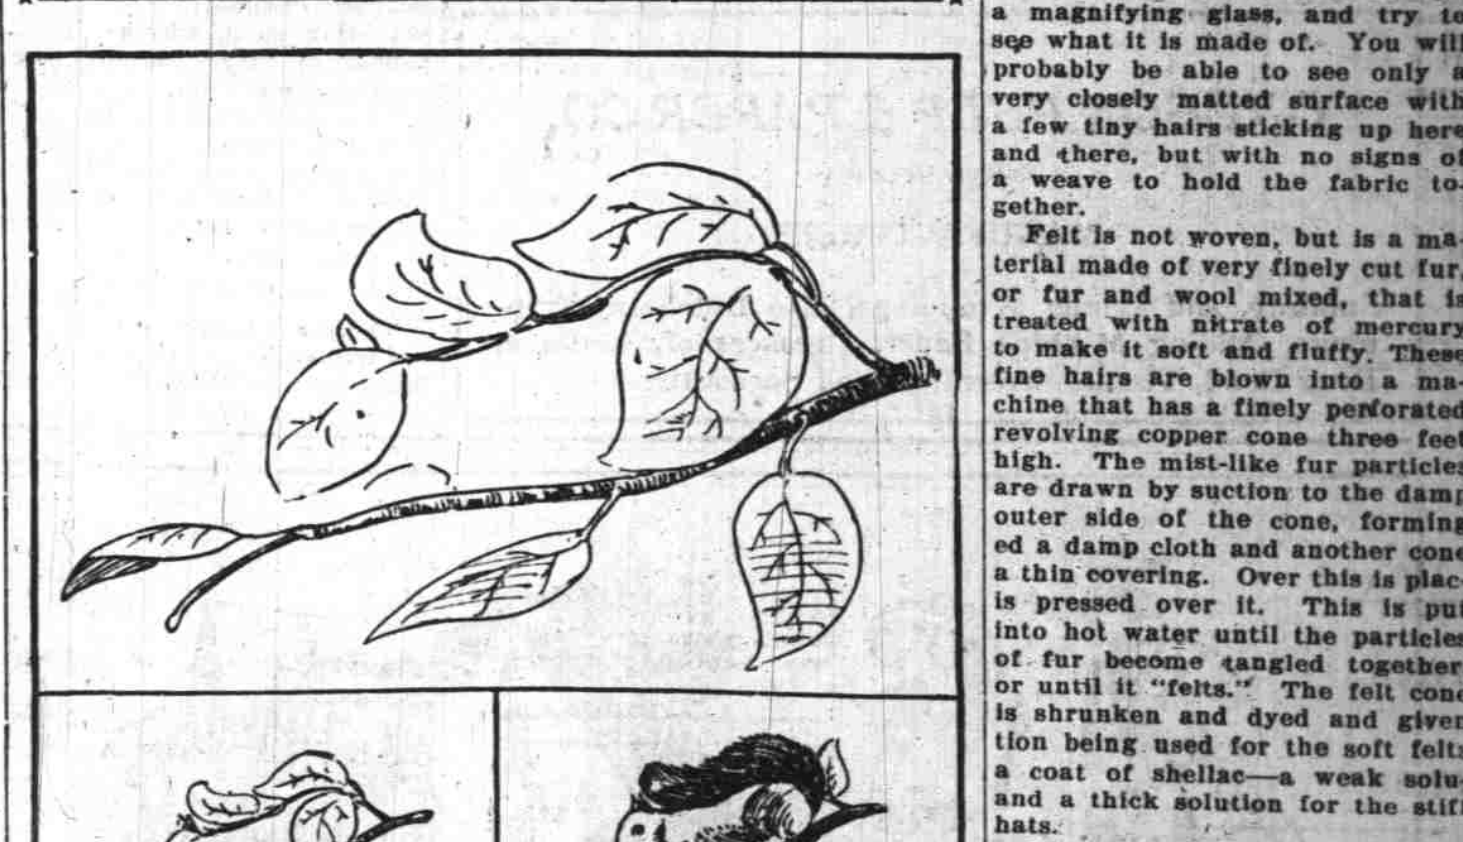 a magnifying glass, and try to
see what it is made of. You will
probably be able to see only a
very closely matted surface with
a few tiny hairs sticking up here
and there, but with no signs of
a weave to hold the fabric to-
gether.
Felt is not woven, but is a ma-
terial made of very finely cut fur,
or fur and wool mixed, that is
treated with nitrate of mercury
to make it soft and fluffy. These
fine hairs are blown into a ma-
chine that has a finely perforated
revolving copper cone three feet
high. The mist-like fur particles
are drawn by suction to the damp
outer side of the cone, forming
ed a damp cloth and another cone
a thin covering. Over this is plac-
is pressed over it. This is put
into hot water until the particles
of fur become tangled together
or until it "felts." The felt cone
is shrunken and dyed and given
tion being used for the soft felts
a coat of shellac—a weak solu-
and a thick solution for the stiff
hats.